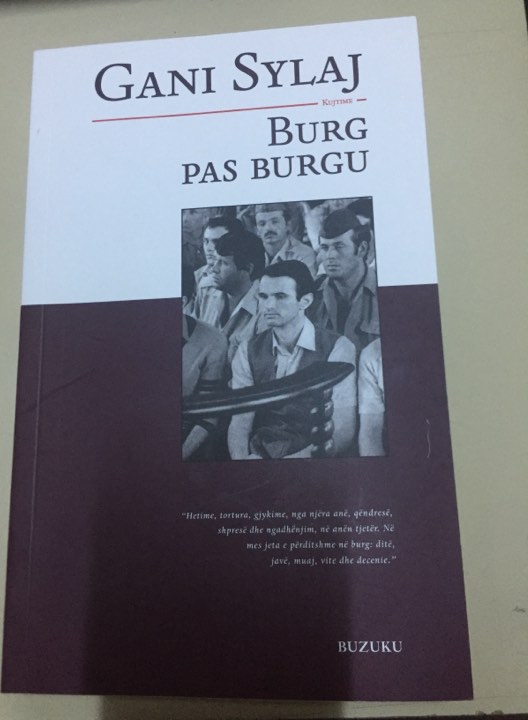 GANI SYLAJ
KUJTIME
BURG
PAS BURGU
“Hetime, tortura, gjykime, nga njëra anë, qëndresë,
shpresë dhe ngadhënjim, në anën tjetër. Në
mes jeta e përditshme në burg: ditë,
javë, muaj, vite dhe decenie.”
BUZUKU